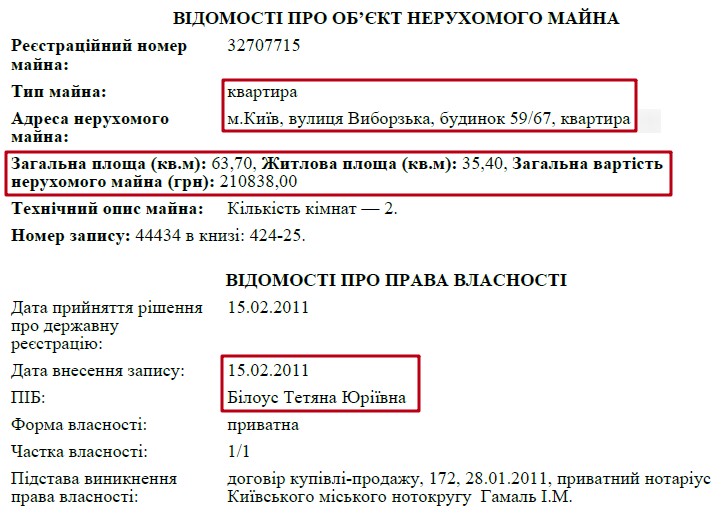 ВІДОМОСТІ ПРО ОБ’ЄКТ НЕРУХОМОГО МАЙНА
Реєстраційний номер майна: 32707715
Тип майна: квартира
Адреса нерухомого майна: м.Київ, вулиця Виборзька, будинок 59/67, квартира
Загальна площа (кв.м): 63,70, Житлова площа (кв.м): 35,40, Загальна вартість
нерухомого майна (грн): 210838,00
Технічний опис майна: Кількість кімнат — 2.
Номер запису: 44434 в книзі: 424-25.
ВІДОМОСТІ ПРО ПРАВА ВЛАСНОСТІ
Дата прийняття рішення про державну реєстрацію: 15.02.2011
Дата внесення запису: 15.02.2011
ПІБ: Білоус Тетяна Юріївна
Форма власності: приватна
Частка власності: 1/1
Підстава виникнення права власності: договір купівлі-продажу, 172, 28.01.2011, приватний нотаріус
Київського міського нотокругу Гамаль І.М.